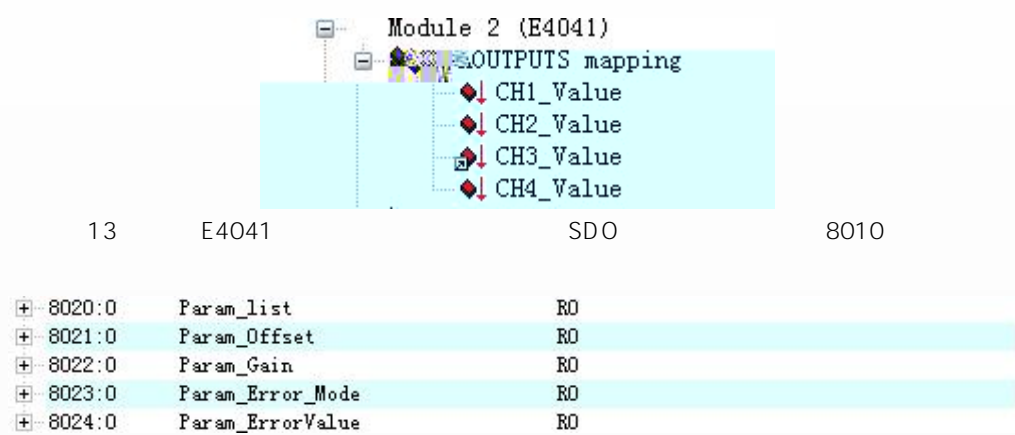 Module 2 (E4041)
OUTPUTS mapping
CH1_Value
CH2_Value
CH3_Value
CH4_Value
13 E4041 SDO 8010
8020:0 Param_list RO
8021:0 Param_Offset RO
8022:0 Param_Gain RO
8023:0 Param_Error_Mode RO
8024:0 Param_ErrorValue RO